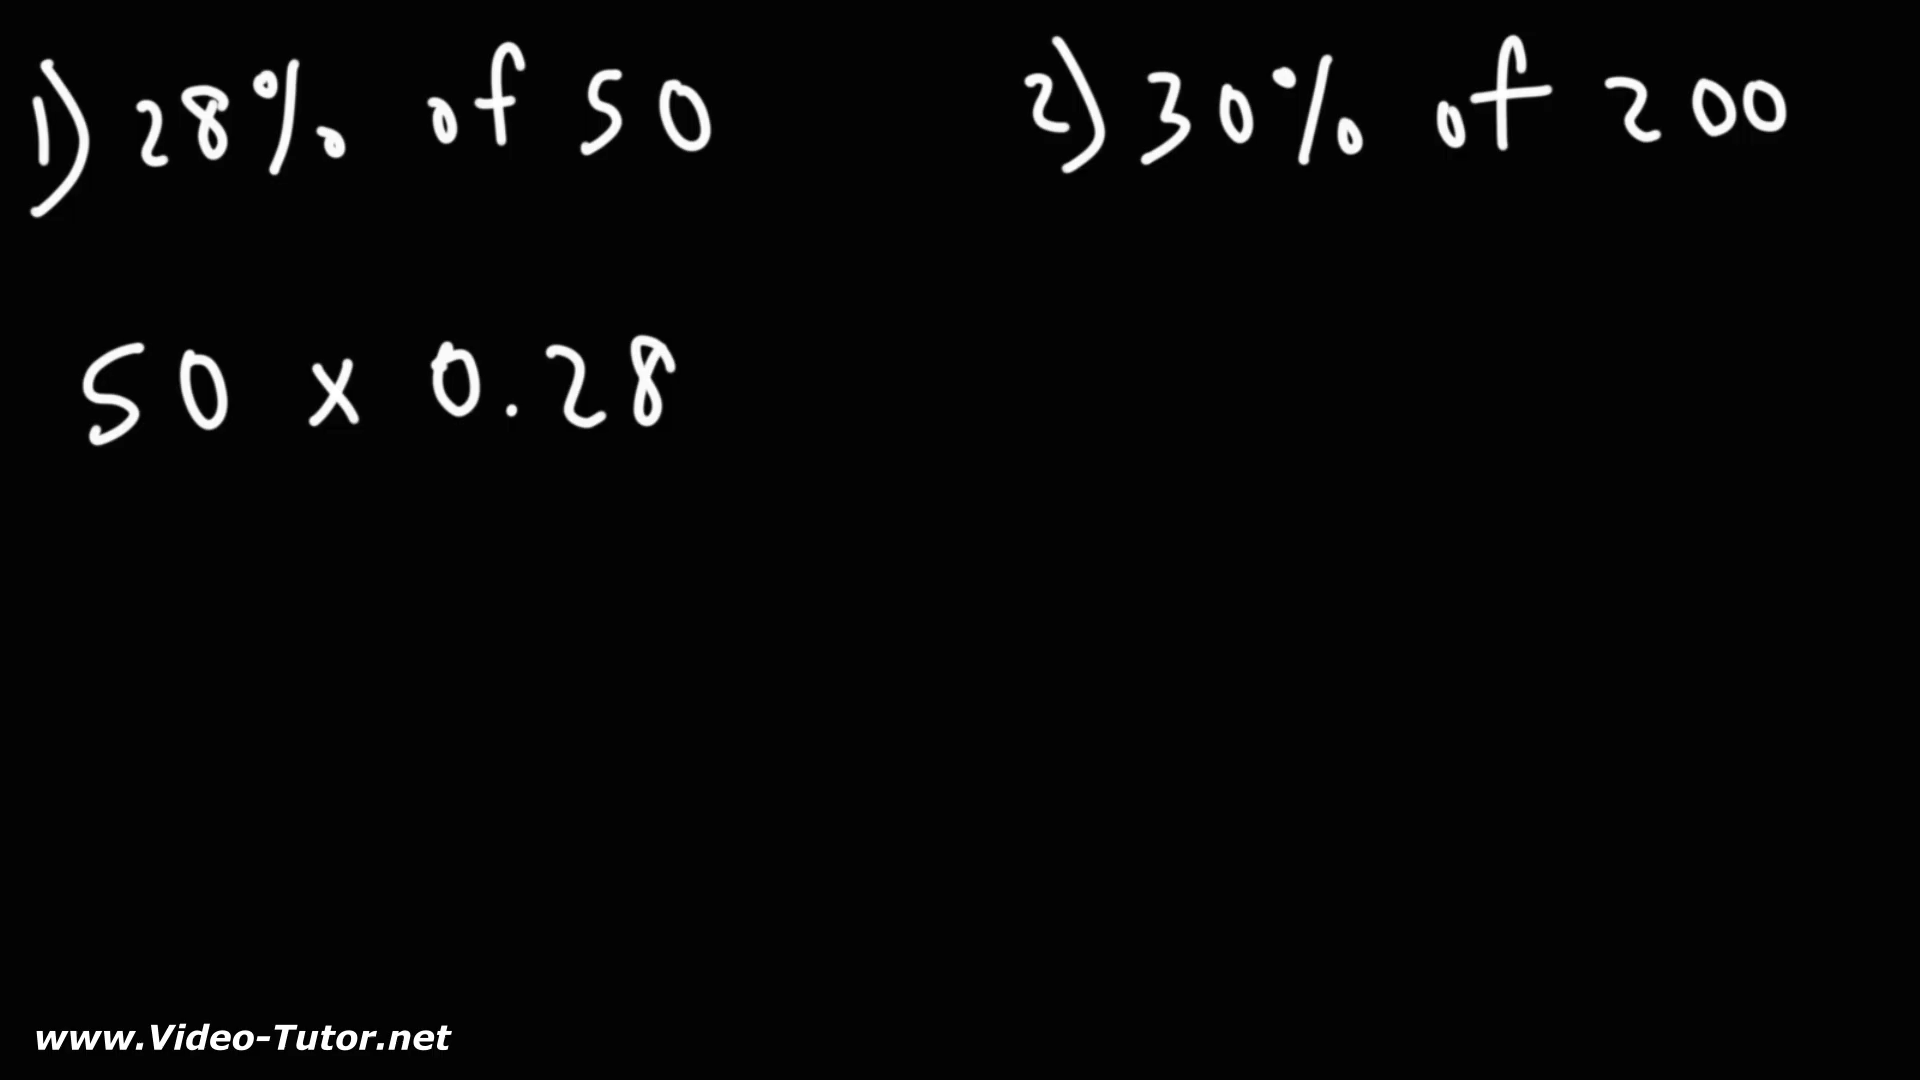 1) 28% of 50
2) 30% of 200
50 x 0.28
www.Video-Tutor.net